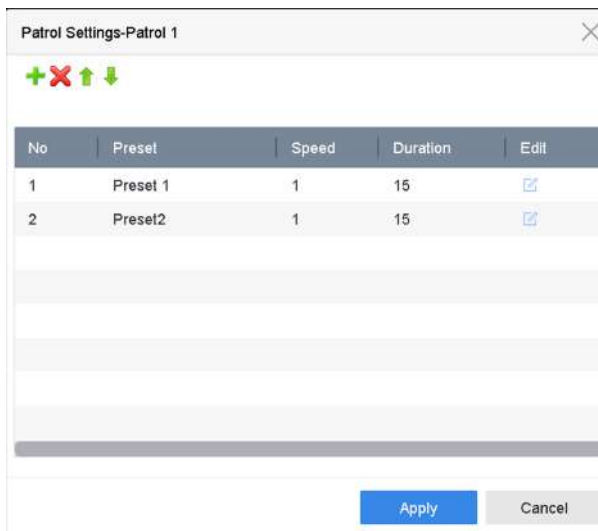 Patrol Settings-Patrol 1
No Preset Speed Duration Edit
1 Preset 1 1 15
2 Preset2 1 15
Apply Cancel